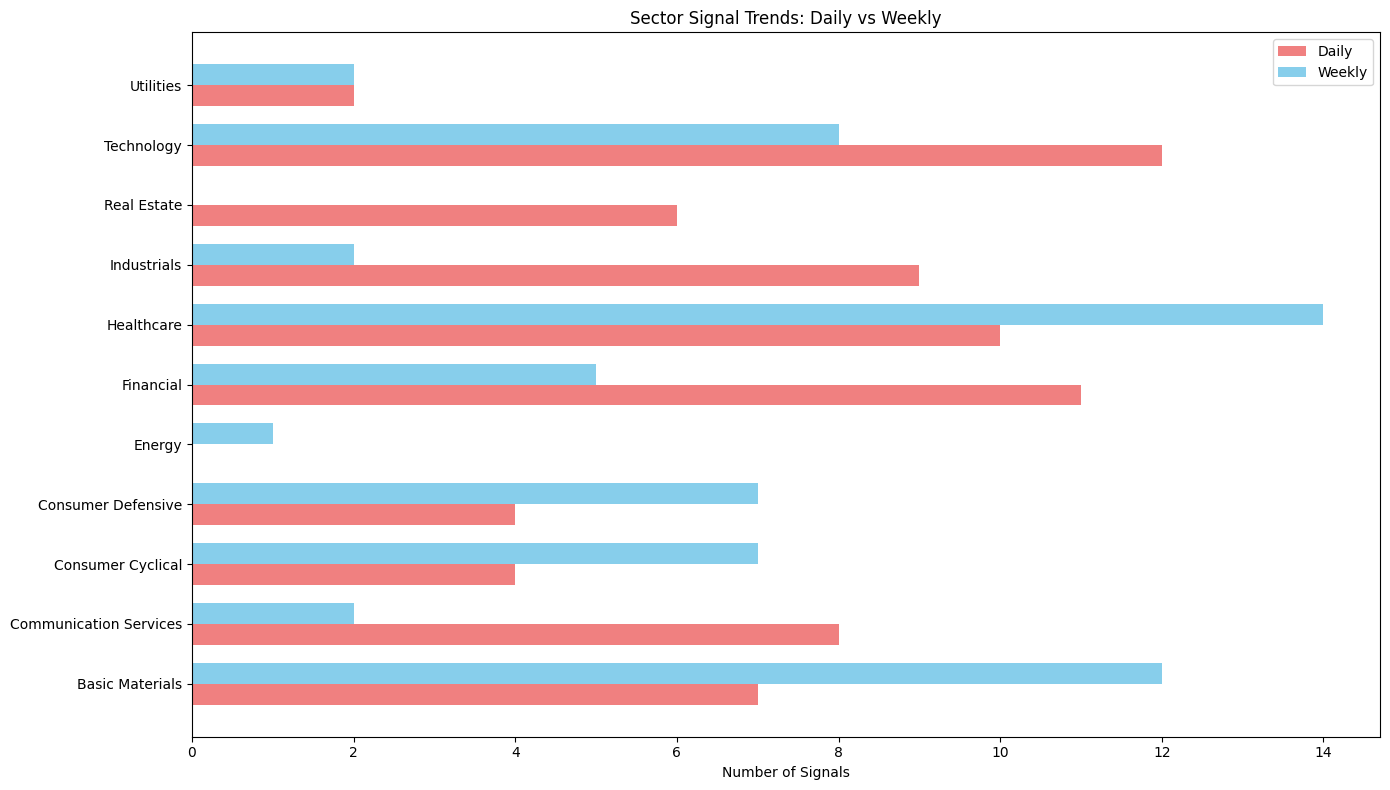 Sector Signal Trends: Daily vs Weekly
Daily
Weekly
Utilities
Technology
Real Estate
Industrials
Healthcare
Financial
Energy
Consumer Defensive
Consumer Cyclical
Communication Services
Basic Materials
0 2 4 6 8 10 12 14
Number of Signals